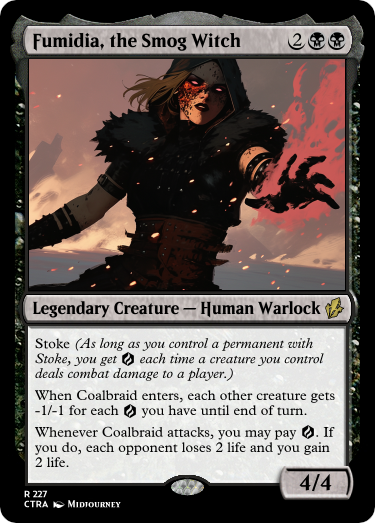 Fumidia, the Smog Witch 2
Legendary Creature — Human Warlock
Stoke (As long as you control a permanent with
Stoke, you get each time a creature you control
deals combat damage to a player.)
When Coalbraid enters, each other creature gets
-1/-1 for each you have until end of turn.
Whenever Coalbraid attacks, you may pay . If
you do, each opponent loses 2 life and you gain
2 life.
4/4
R 227
CTRA Midjourney